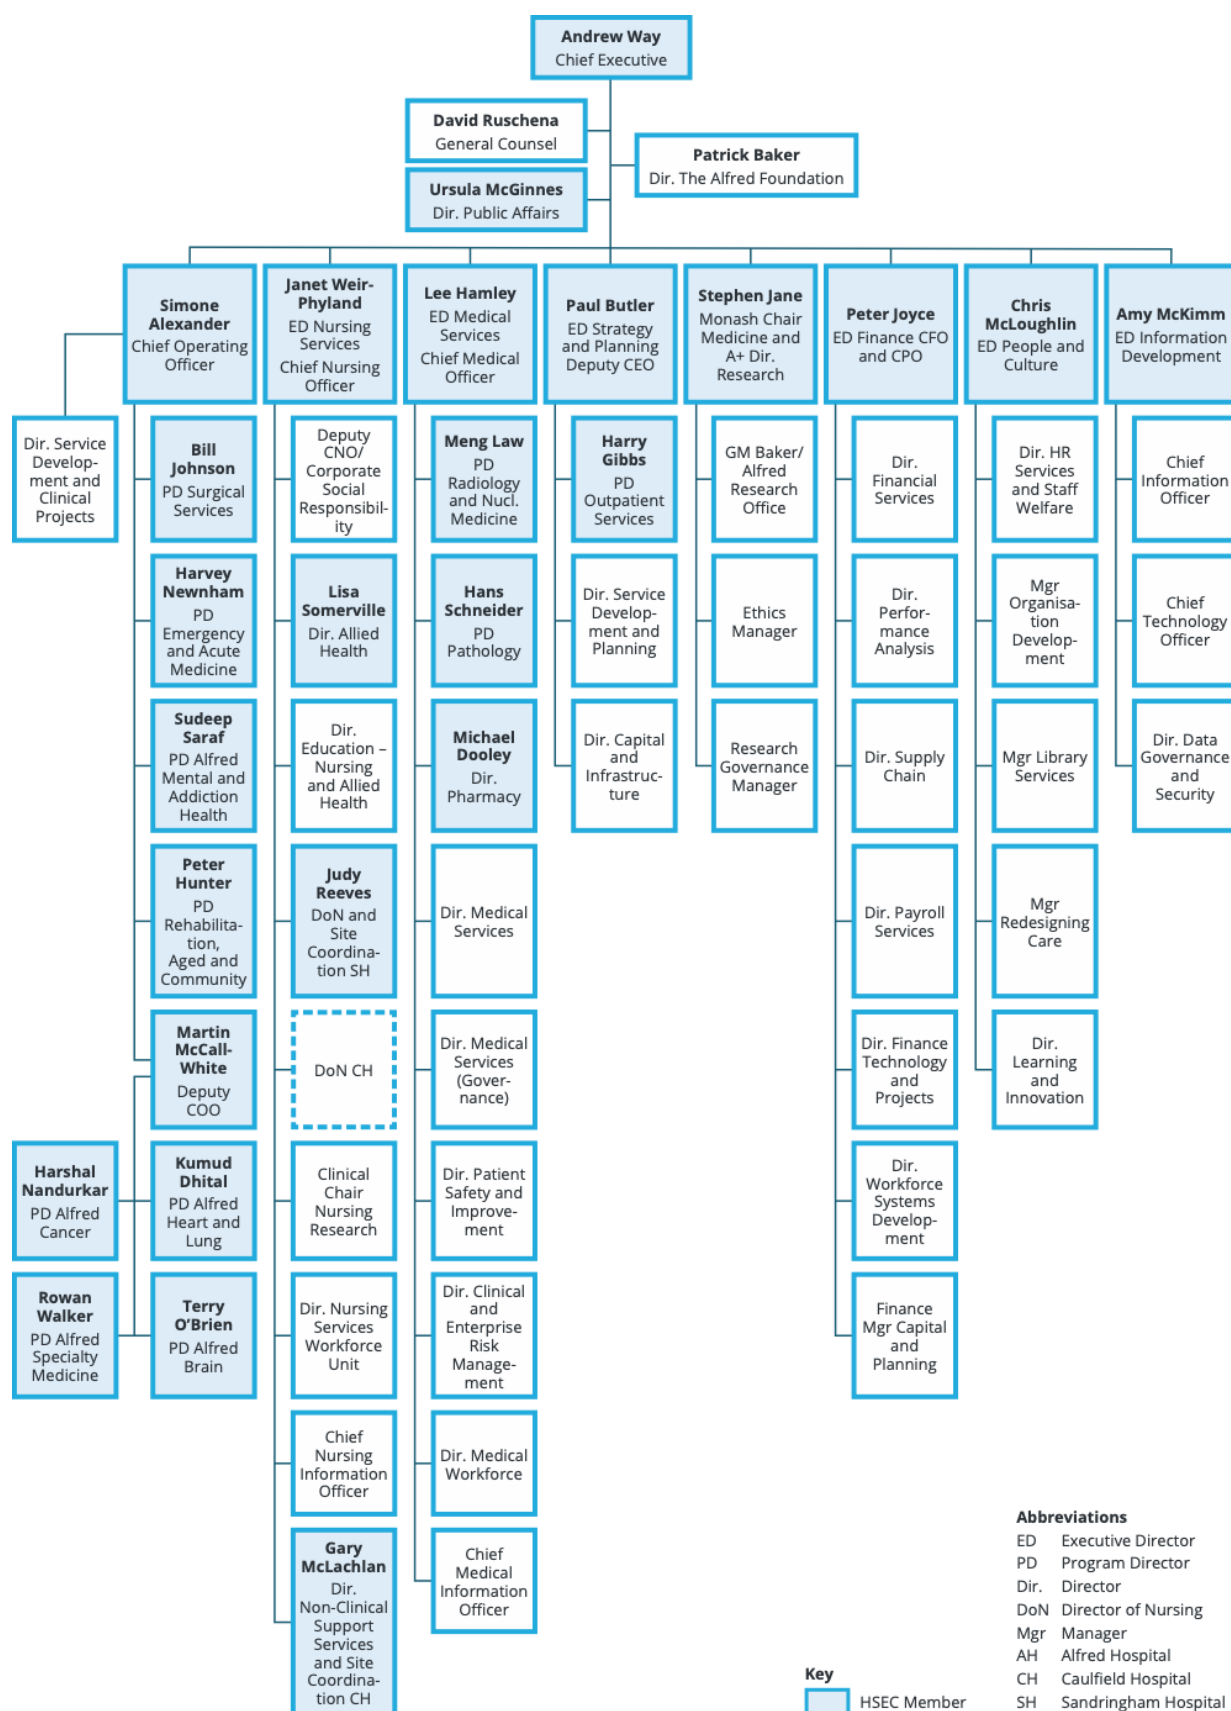 Andrew Way
Chief Executive
David Ruschena
General Counsel
Patrick Baker
Dir. The Alfred Foundation
Ursula McGinnes
Dir. Public Affairs
Simone
Alexander
Chief Operating
Officer
Janet Weir-
Phyland
ED Nursing
Services
Chief Nursing
Officer
Lee Hamley
ED Medical
Services
Chief Medical
Officer
Paul Butler
ED Strategy
and Planning
Deputy CEO
Stephen Jane
Monash Chair
Medicine and
A+ Dir.
Research
Peter Joyce
ED Finance CFO
and CPO
Chris
McLoughlin
ED People and
Culture
Amy McKimm
ED Information
Development
Dir. Service
Develop-
ment and
Clinical
Projects
Bill
Johnson
PD Surgical
Services
Deputy
CNO/
Corporate
Social
Responsibil-
ity
Meng Law
PD
Radiology
and Nucl.
Medicine
Harry
Gibbs
PD
Outpatient
Services
GM Baker/
Alfred
Research
Office
Dir.
Financial
Services
Dir. HR
Services
and Staff
Welfare
Chief
Information
Officer
Harvey
Newnham
PD
Emergency
and Acute
Medicine
Lisa
Somerville
Dir. Allied
Health
Hans
Schneider
PD
Pathology
Dir. Service
Develop-
ment and
Planning
Ethics
Manager
Dir.
Perfor-
mance
Analysis
Mgr
Organisa-
tion
Develop-
ment
Chief
Technology
Officer
Sudeep
Saraf
PD Alfred
Mental and
Addiction
Health
Dir.
Education –
Nursing
and Allied
Health
Michael
Dooley
Dir.
Pharmacy
Dir. Capital
and
Infrastruc-
ture
Research
Governance
Manager
Dir. Supply
Chain
Mgr Library
Services
Dir. Data
Governance
and
Security
Peter
Hunter
PD
Rehabilita-
tion,
Aged and
Community
Judy
Reeves
DoN and
Site
Coordina-
tion SH
Dir. Medical
Services
Dir. Payroll
Services
Mgr
Redesigning
Care
Martin
McCall-
White
Deputy
COO
DoN CH
Dir. Medical
Services
(Gover-
nance)
Dir. Finance
Technology
and
Projects
Dir.
Learning
and
Innovation
Harshal
Nandurkar
PD Alfred
Cancer
Kumud
Dhital
PD Alfred
Heart and
Lung
Clinical
Chair
Nursing
Research
Dir. Patient
Safety and
Improve-
ment
Dir.
Workforce
Systems
Develop-
ment
Rowan
Walker
PD Alfred
Specialty
Medicine
Terry
O'Brien
PD Alfred
Brain
Dir. Nursing
Services
Workforce
Unit
Dir. Clinical
and
Enterprise
Risk
Manage-
ment
Finance
Mgr Capital
and
Planning
Chief
Nursing
Information
Officer
Dir. Medical
Workforce
Gary
McLachlan
Dir.
Non-Clinical
Support
Services
and Site
Coordina-
tion CH
Chief
Medical
Information
Officer
Key
HSEC Member
Abbreviations
ED Executive Director
PD Program Director
Dir. Director
DoN Director of Nursing
Mgr Manager
AH Alfred Hospital
CH Caulfield Hospital
SH Sandringham Hospital